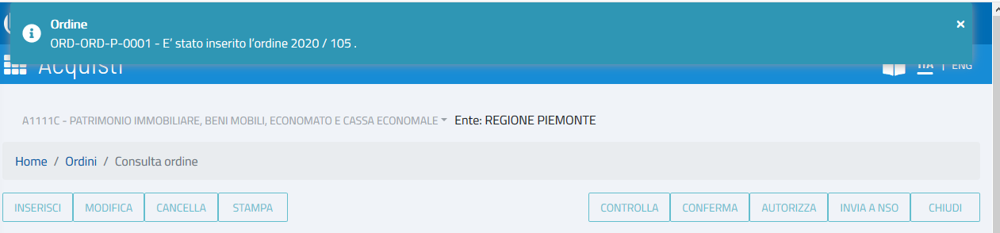 Ordine
ORD-ORD-P-0001 - E’ stato inserito l’ordine 2020 / 105 .
Acquisti
ITA | ENG
A1111C - PATRIMONIO IMMOBILIARE, BENI MOBILI, ECONOMATO E CASSA ECONOMALE Ente: REGIONE PIEMONTE
Home / Ordini / Consulta ordine
INSERISCI MODIFICA CANCELLA STAMPA CONTROLLA CONFERMA AUTORIZZA INVIA A NSO CHIUDI